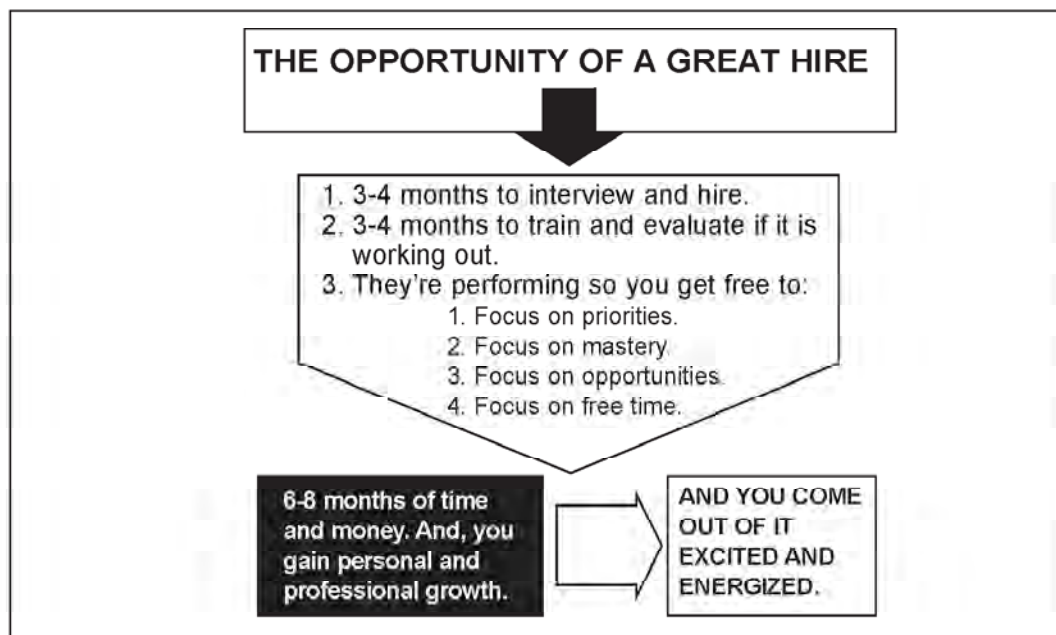 THE OPPORTUNITY OF A GREAT HIRE
1. 3-4 months to interview and hire.
2. 3-4 months to train and evaluate if it is
working out.
3. They're performing so you get free to:
1. Focus on priorities.
2. Focus on mastery.
3. Focus on opportunities.
4. Focus on free time.
6-8 months of time
and money. And, you
gain personal and
professional growth.
AND YOU COME
OUT OF IT
EXCITED AND
ENERGIZED.